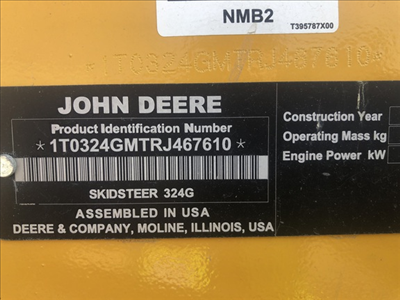 NMB2
T395787X00
1T0324GMTRJ467610*
JOHN DEERE
Product Identification Number
*1T0324GMTRJ467610*
SKIDSTEER 324G
ASSEMBLED IN USA
DEERE & COMPANY, MOLINE, ILLINOIS, USA
Construction Year
Operating Mass kg
Engine Power kW